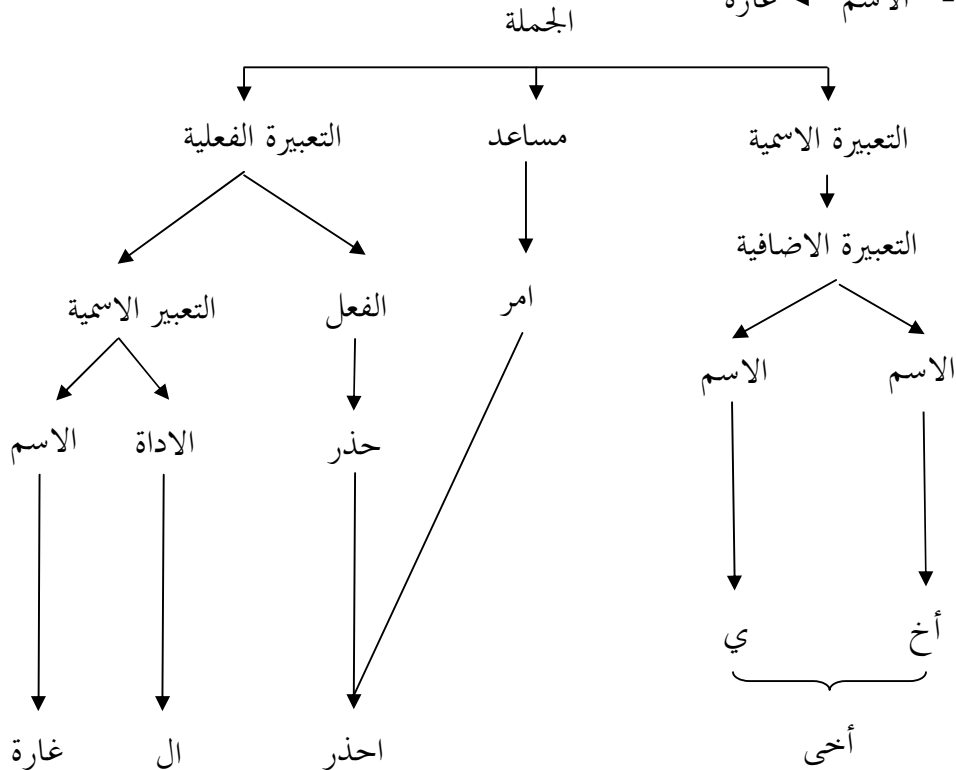 - الاسم ◄ غارة
الجملة
التعبيرة الاسمية مساعد التعبيرة الفعلية
التعبيرة الاضافية
امر الفعل التعبير الاسمية
الاسم الاسم
حذر الاداة الاسم
أخ ي
أخى احذر ال غارة